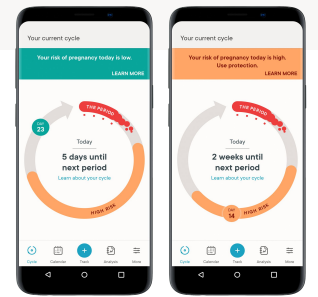 Your current cycle
Your risk of pregnancy today is low.
LEARN MORE
THE PERIOD
DAY
23
Today
5 days until
next period
Learn about your cycle
HIGH RISK
Cycle
Calendar
Track
Analysis
More
Your current cycle
Your risk of pregnancy today is high.
Use protection.
LEARN MORE
THE PERIOD
Today
2 weeks until
next period
Learn about your cycle
DAY
14
HIGH RISK
Cycle
Calendar
Track
Analysis
More